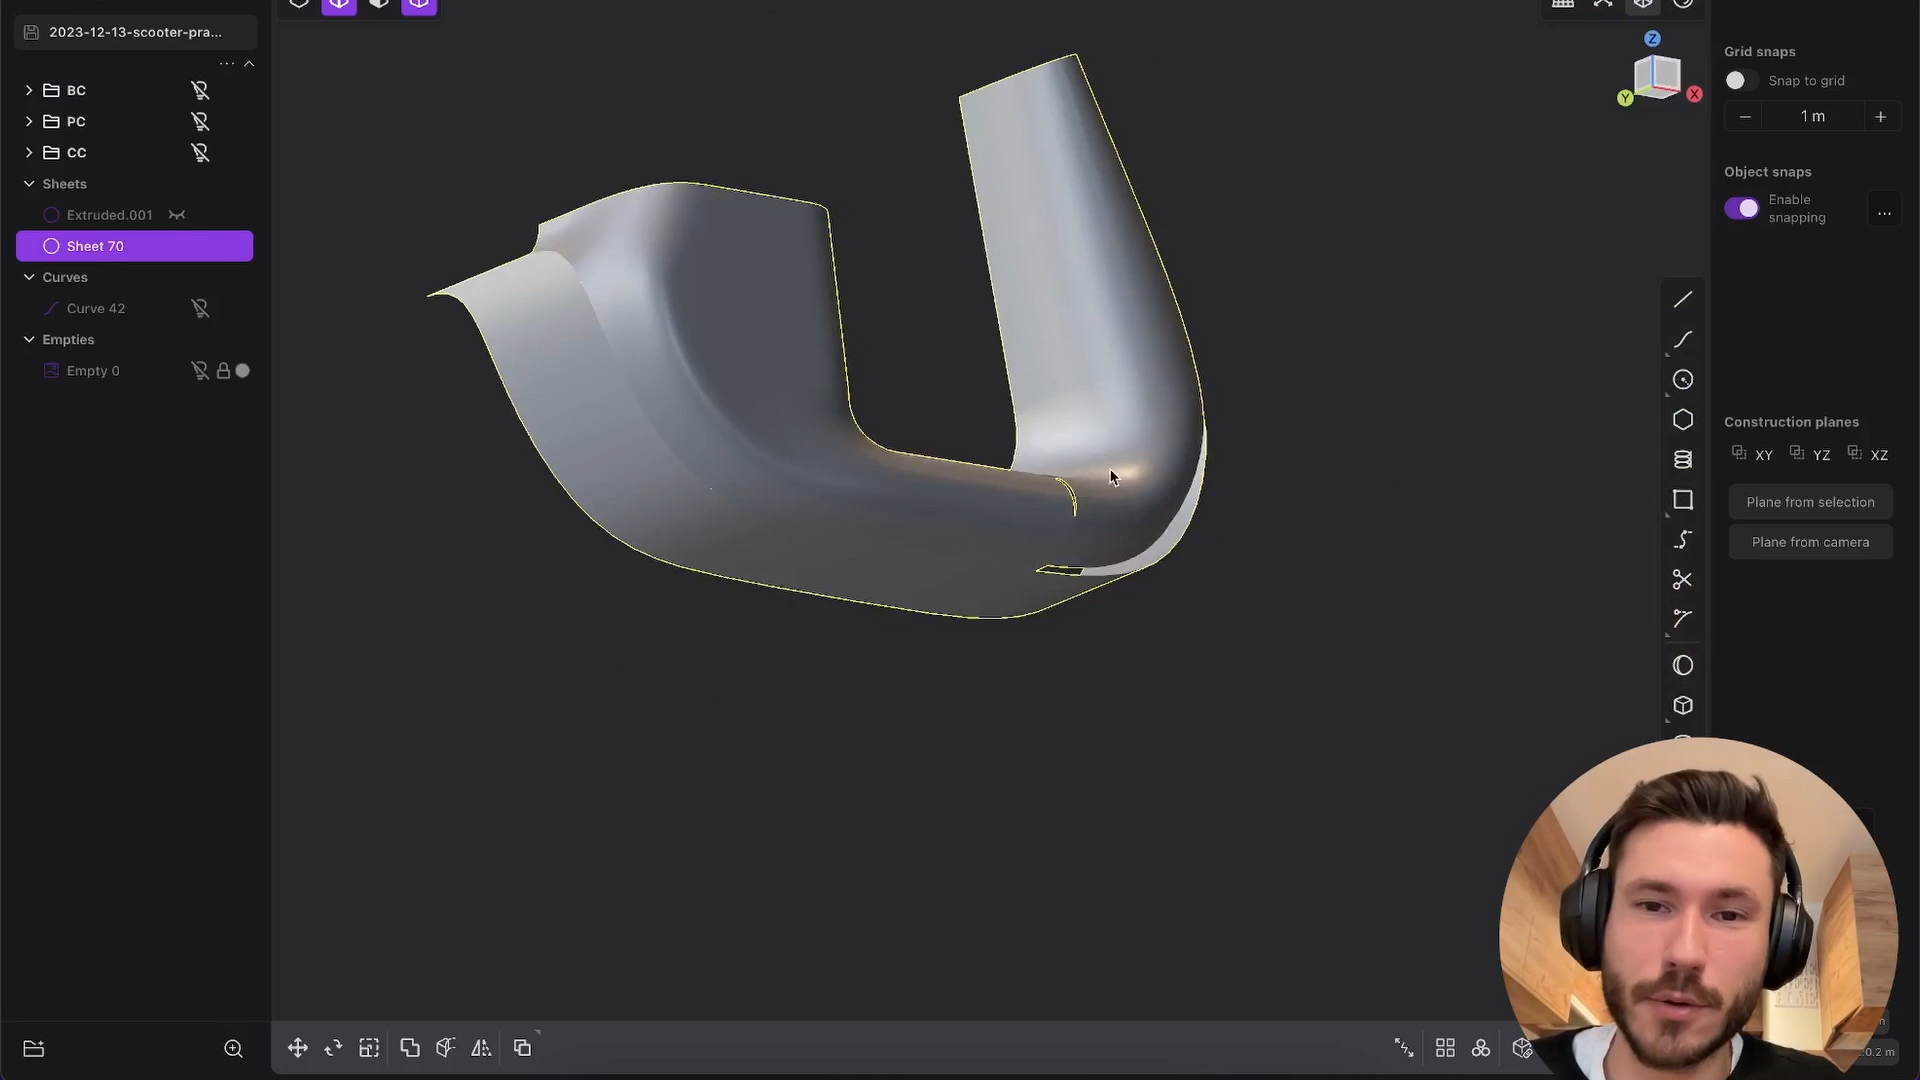 2023-12-13-scooter-pra...
BC
PC
CC
Sheets
Extruded.001
Sheet 70
Curves
Curve 42
Empties
Empty 0
Z
Y
X
Grid snaps
Snap to grid
1 m
Object snaps
Enable
snapping
...
Construction planes
XY
YZ
XZ
Plane from selection
Plane from camera
0.2 m